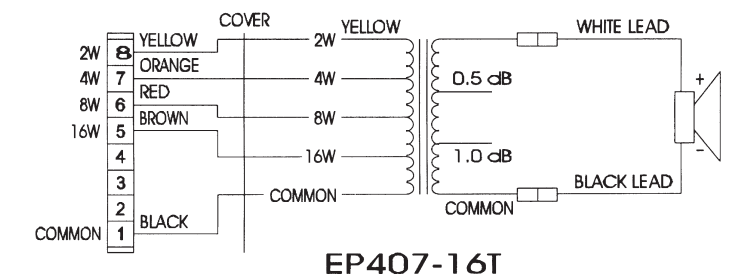 COVER
YELLOW
2W
YELLOW
WHITE LEAD
2W 8
ORANGE
4W 7
4W
0.5 dB
+
RED
8W 6
BROWN
8W
16W 5
4
16W
1.0 dB
-
3
COMMON
BLACK LEAD
2
BLACK
COMMON
COMMON 1
EP407-16T